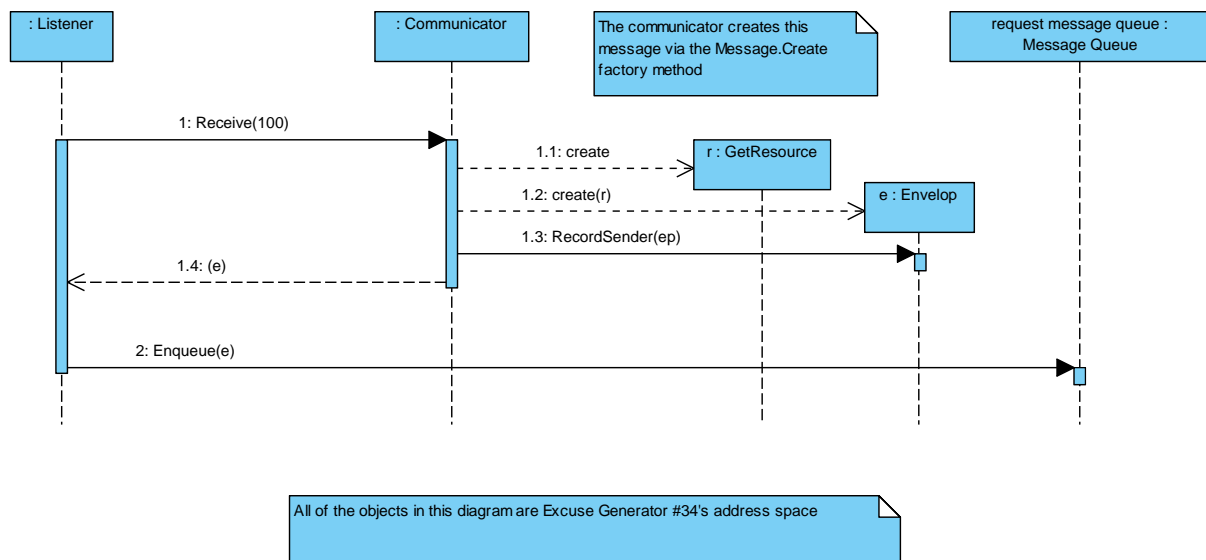 : Listener
: Communicator
The communicator creates this
message via the Message.Create
factory method
request message queue :
Message Queue
1: Receive(100)
1.1: create
r : GetResource
1.2: create(r)
e : Envelop
1.3: RecordSender(ep)
1.4: (e)
2: Enqueue(e)
All of the objects in this diagram are Excuse Generator #34's address space